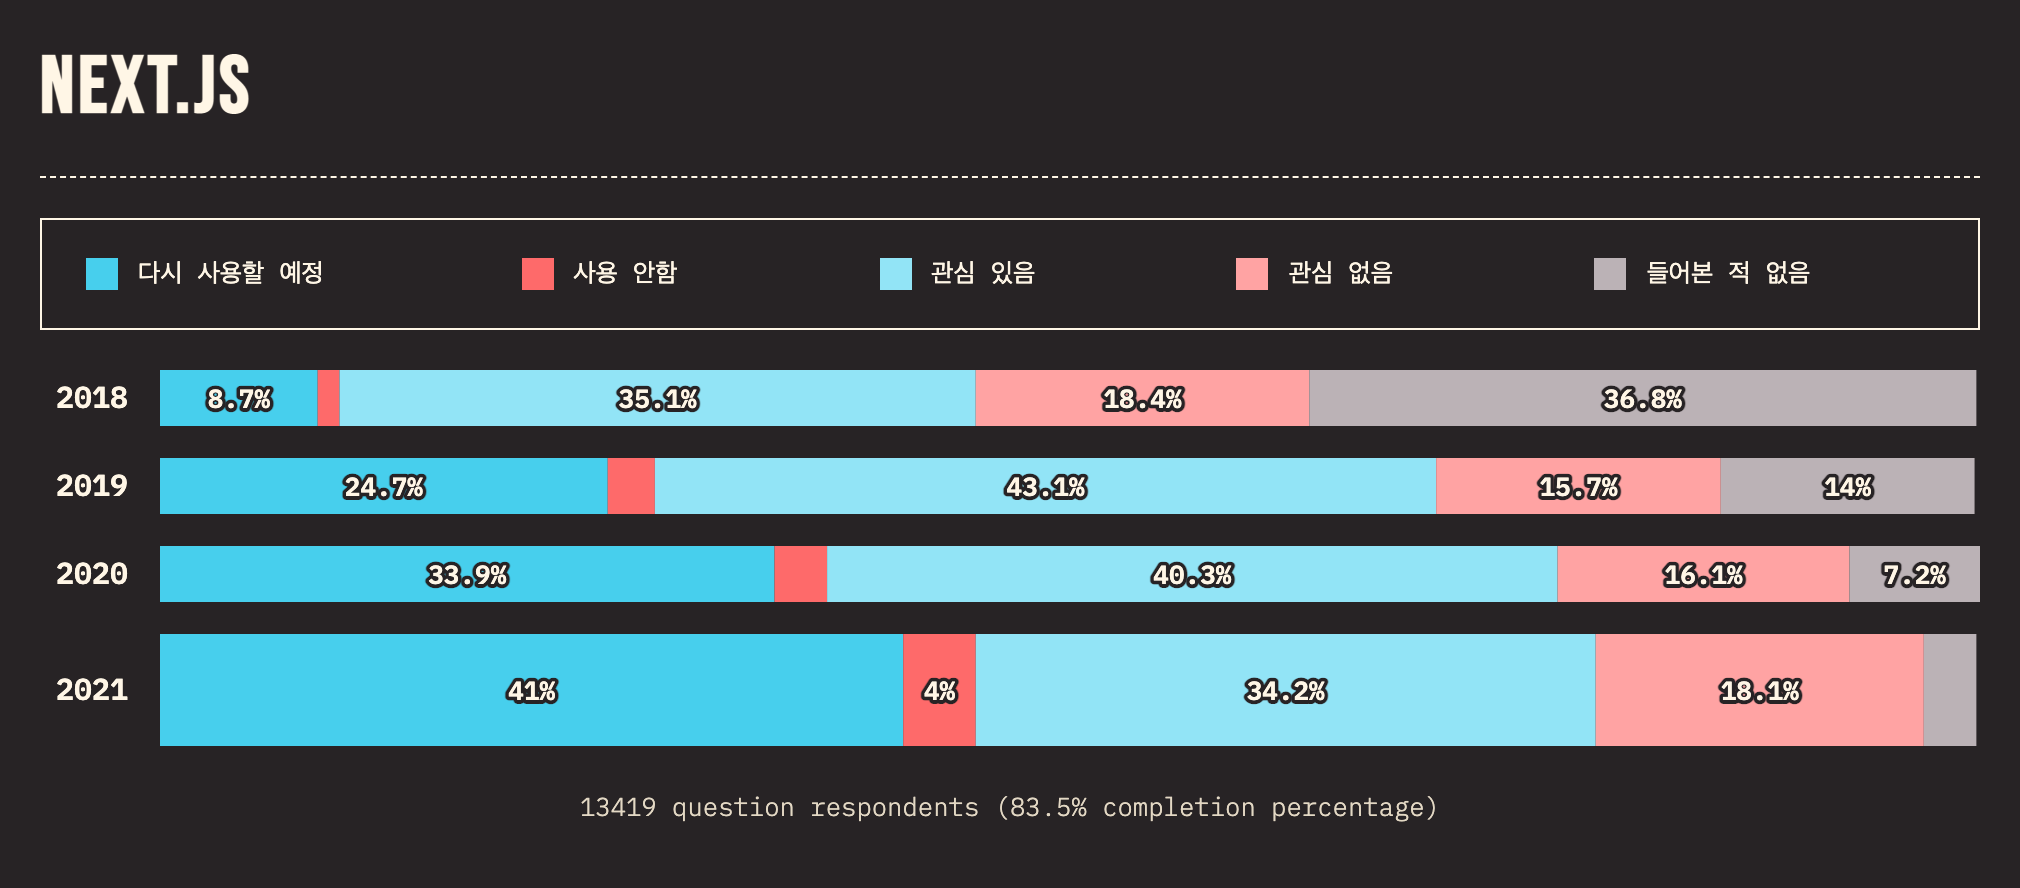 NEXT.JS
다시 사용할 예정 사용 안함 관심 있음 관심 없음 들어본 적 없음
2018 8.7% 35.1% 18.4% 36.8%
2019 24.7% 43.1% 15.7% 14%
2020 33.9% 40.3% 16.1% 7.2%
2021 41% 4% 34.2% 18.1%
13419 question respondents (83.5% completion percentage)